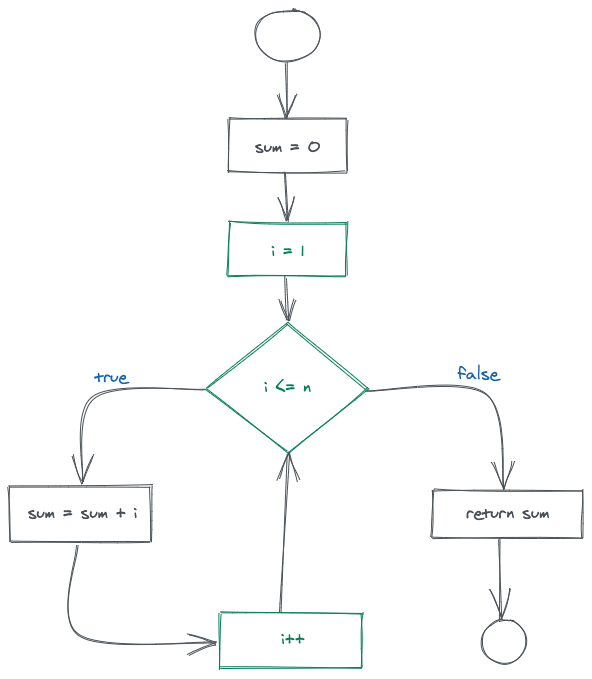 sum = 0
i = 1
i <= n
true
false
sum = sum + i
return sum
i++